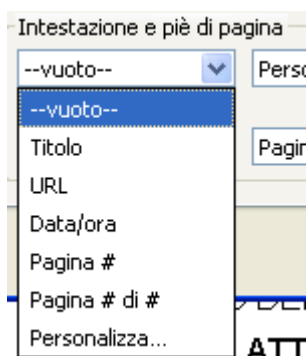 Intestazione e piè di pagina
--vuoto--
--vuoto--
Titolo
URL
Data/ora
Pagina #
Pagina # di #
Personalizza...